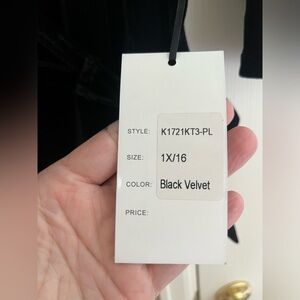 STYLE: K1721KT3-PL
SIZE: 1X/16
COLOR: Black Velvet
PRICE: